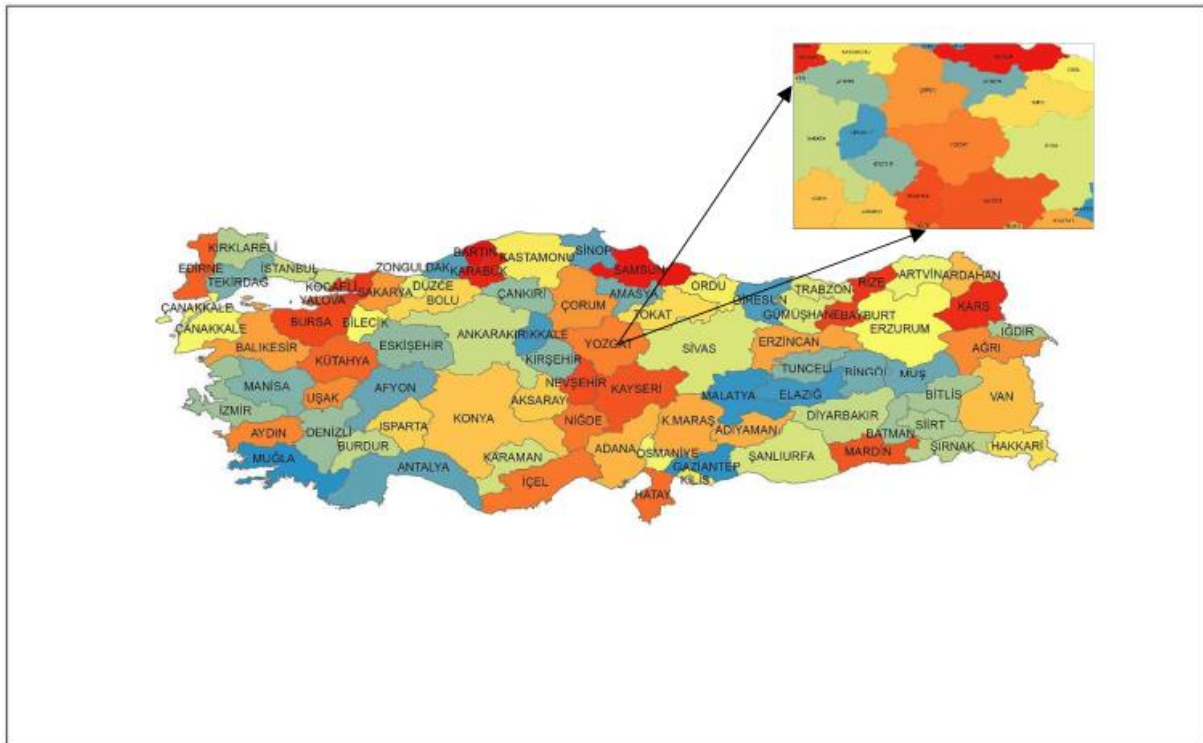 KIRKLARELİ
EDİRNE
TEKİRDAĞ
İSTANBUL
KOCAELİ
YALOVA
SAKARYA
ZONGULDAK
DÜZCE
BOLU
BARTIN
KARABÜK
KASTAMONU
SİNOP
SAMSUN
ÇANKIRI
ÇORUM
AMASYA
ORDU
TOKAT
GİRESUN
TRABZON
GÜMÜŞHANE
RİZE
BAYBURT
ARTVİN
ARDAHAN
KARS
ERZURUM
IĞDIR
AĞRI
ÇANAKKALE
ÇANAKKALE
BALIKESİR
BURSA
BİLECİK
KÜTAHYA
ESKİŞEHİR
ANKARA
KIRIKKALE
KIRŞEHİR
YOZGAT
SİVAS
ERZİNCAN
TUNCELİ
BİNGÖL
MUŞ
BİTLİS
VAN
MANİSA
UŞAK
AFYON
KONYA
AKSARAY
NEVŞEHİR
KAYSERİ
MALATYA
ELAZIĞ
DİYARBAKIR
BATMAN
SİİRT
İZMİR
AYDIN
DENİZLİ
ISPARTA
BURDUR
NİĞDE
K.MARAŞ
ADIYAMAN
MARDİN
ŞIRNAK
HAKKARİ
MUĞLA
ANTALYA
KARAMAN
İÇEL
ADANA
OSMANİYE
GAZİANTEP
KİLİS
ŞANLIURFA
HATAY